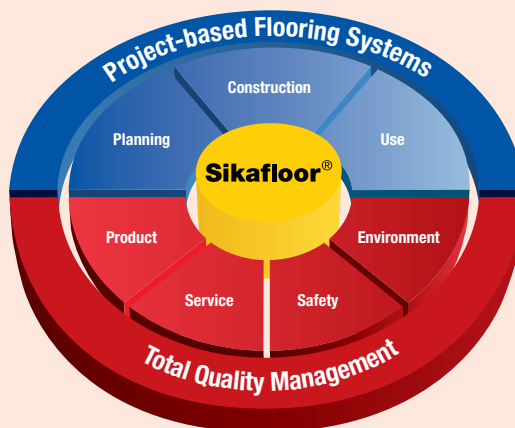 Project-based Flooring Systems
Construction
Planning
Use
Sikafloor®
Product
Environment
Service
Safety
Total Quality Management